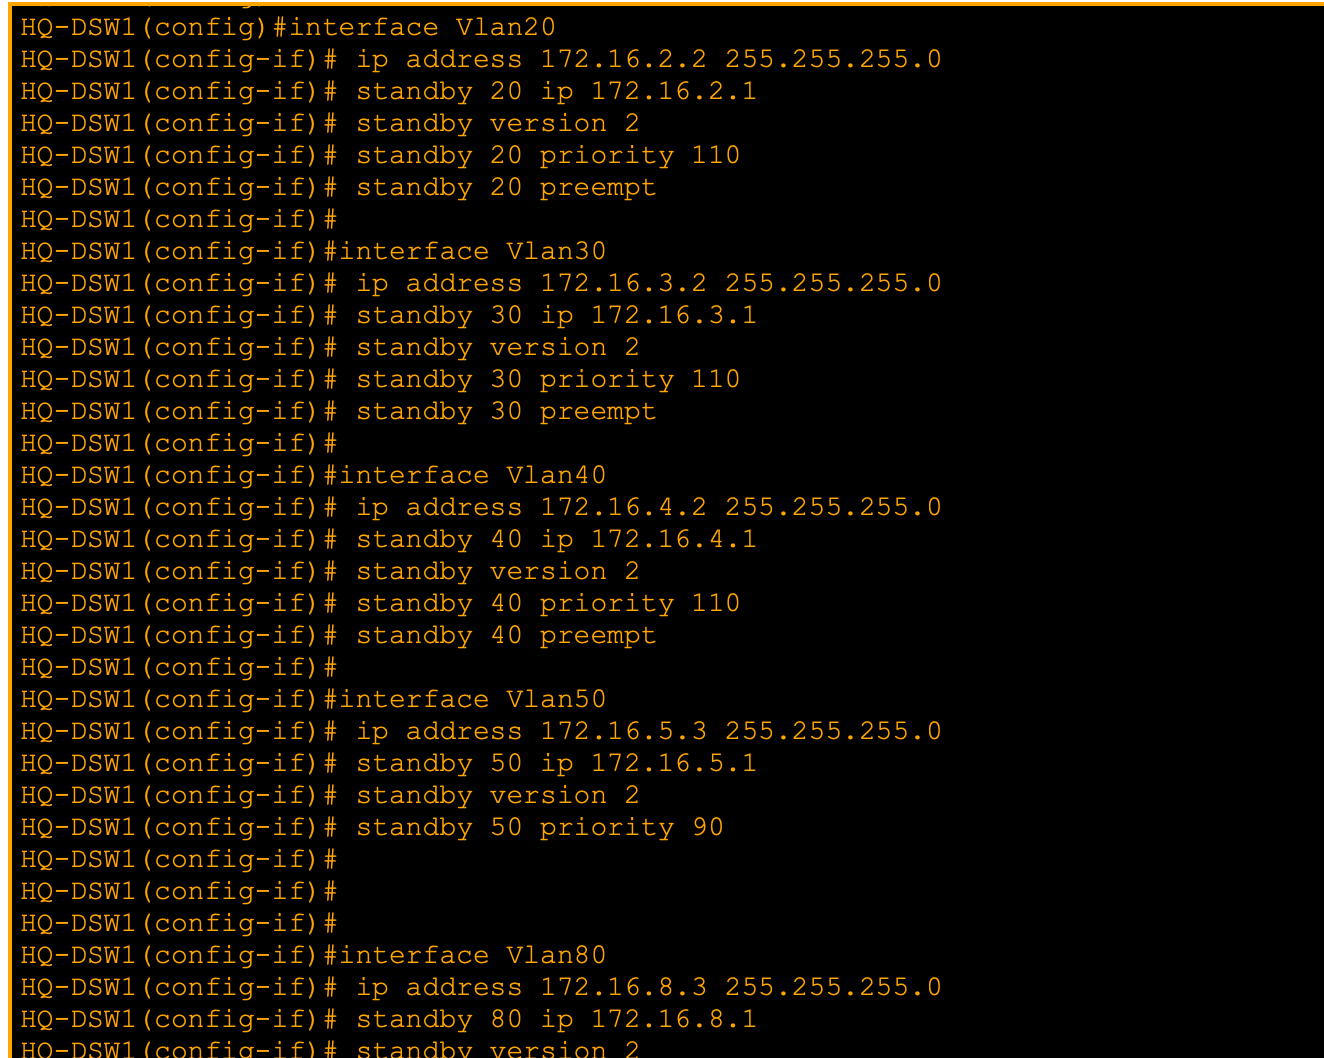 HQ-DSW1(config)#interface Vlan20
HQ-DSW1(config-if)# ip address 172.16.2.2 255.255.255.0
HQ-DSW1(config-if)# standby 20 ip 172.16.2.1
HQ-DSW1(config-if)# standby version 2
HQ-DSW1(config-if)# standby 20 priority 110
HQ-DSW1(config-if)# standby 20 preempt
HQ-DSW1(config-if)#
HQ-DSW1(config-if)#interface Vlan30
HQ-DSW1(config-if)# ip address 172.16.3.2 255.255.255.0
HQ-DSW1(config-if)# standby 30 ip 172.16.3.1
HQ-DSW1(config-if)# standby version 2
HQ-DSW1(config-if)# standby 30 priority 110
HQ-DSW1(config-if)# standby 30 preempt
HQ-DSW1(config-if)#
HQ-DSW1(config-if)#interface Vlan40
HQ-DSW1(config-if)# ip address 172.16.4.2 255.255.255.0
HQ-DSW1(config-if)# standby 40 ip 172.16.4.1
HQ-DSW1(config-if)# standby version 2
HQ-DSW1(config-if)# standby 40 priority 110
HQ-DSW1(config-if)# standby 40 preempt
HQ-DSW1(config-if)#
HQ-DSW1(config-if)#interface Vlan50
HQ-DSW1(config-if)# ip address 172.16.5.3 255.255.255.0
HQ-DSW1(config-if)# standby 50 ip 172.16.5.1
HQ-DSW1(config-if)# standby version 2
HQ-DSW1(config-if)# standby 50 priority 90
HQ-DSW1(config-if)#
HQ-DSW1(config-if)#
HQ-DSW1(config-if)#
HQ-DSW1(config-if)#interface Vlan80
HQ-DSW1(config-if)# ip address 172.16.8.3 255.255.255.0
HQ-DSW1(config-if)# standby 80 ip 172.16.8.1
HQ-DSW1(config-if)# standby version 2